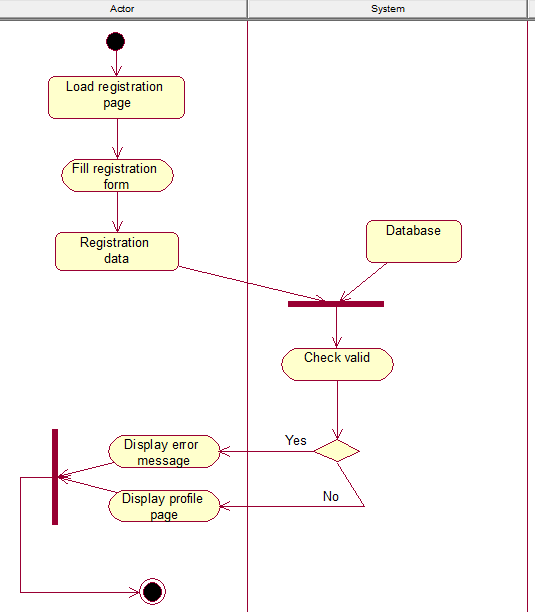 Actor
System
Load registration
page
Fill registration
form
Registration
data
Database
Check valid
Yes
Display error
message
No
Display profile
page